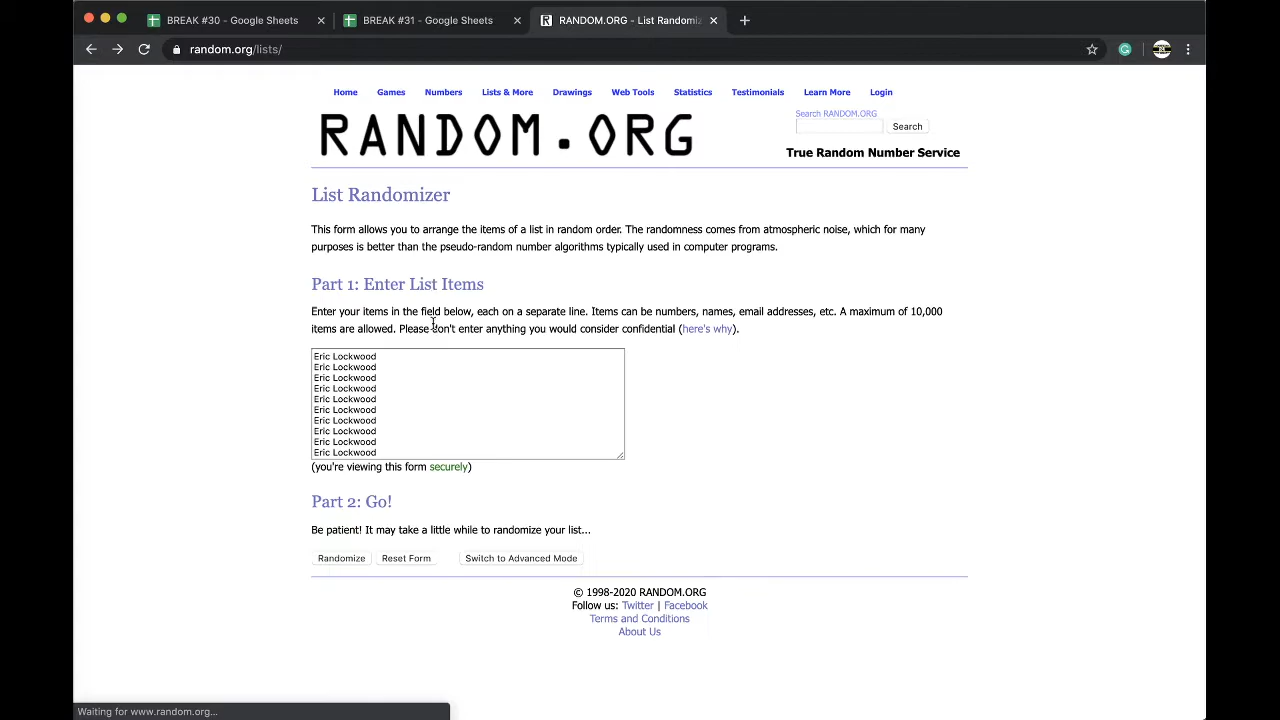 BREAK #30 - Google Sheets
BREAK #31 - Google Sheets
RANDOM.ORG - List Randomiz
random.org/lists/
Home Games Numbers Lists & More Drawings Web Tools Statistics Testimonials Learn More Login
RANDOM.ORG
Search RANDOM.ORG
Search
True Random Number Service
List Randomizer
This form allows you to arrange the items of a list in random order. The randomness comes from atmospheric noise, which for many
purposes is better than the pseudo-random number algorithms typically used in computer programs.
Part 1: Enter List Items
Enter your items in the field below, each on a separate line. Items can be numbers, names, email addresses, etc. A maximum of 10,000
items are allowed. Please don't enter anything you would consider confidential (here's why).
Eric Lockwood
Eric Lockwood
Eric Lockwood
Eric Lockwood
Eric Lockwood
Eric Lockwood
Eric Lockwood
Eric Lockwood
Eric Lockwood
Eric Lockwood
(you're viewing this form securely)
Part 2: Go!
Be patient! It may take a little while to randomize your list...
Randomize Reset Form Switch to Advanced Mode
© 1998-2020 RANDOM.ORG
Follow us: Twitter | Facebook
Terms and Conditions
About Us
Waiting for www.random.org...